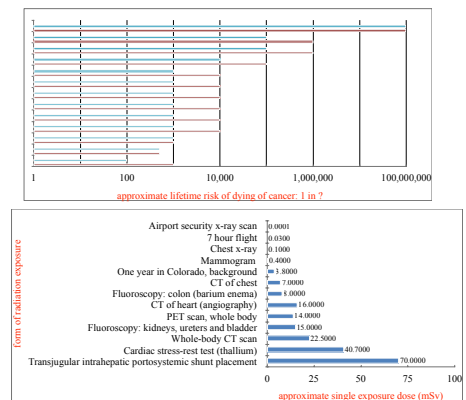 1
100
10,000
1,000,000
100,000,000
approximate lifetime risk of dying of cancer: 1 in ?
form of radiation exposure
Airport security x-ray scan 0.0001
7 hour flight 0.0300
Chest x-ray 0.1000
Mammogram 0.4000
One year in Colorado, background 3.8000
CT of chest 7.0000
Fluoroscopy: colon (barium enema) 8.0000
CT of heart (angiography) 16.0000
PET scan, whole body 14.0000
Fluoroscopy: kidneys, ureters and bladder 15.0000
Whole-body CT scan 22.5000
Cardiac stress-rest test (thallium) 40.7000
Transjugular intrahepatic portosystemic shunt placement 70.0000
0 25 50 75 100
approximate single exposure dose (mSv)